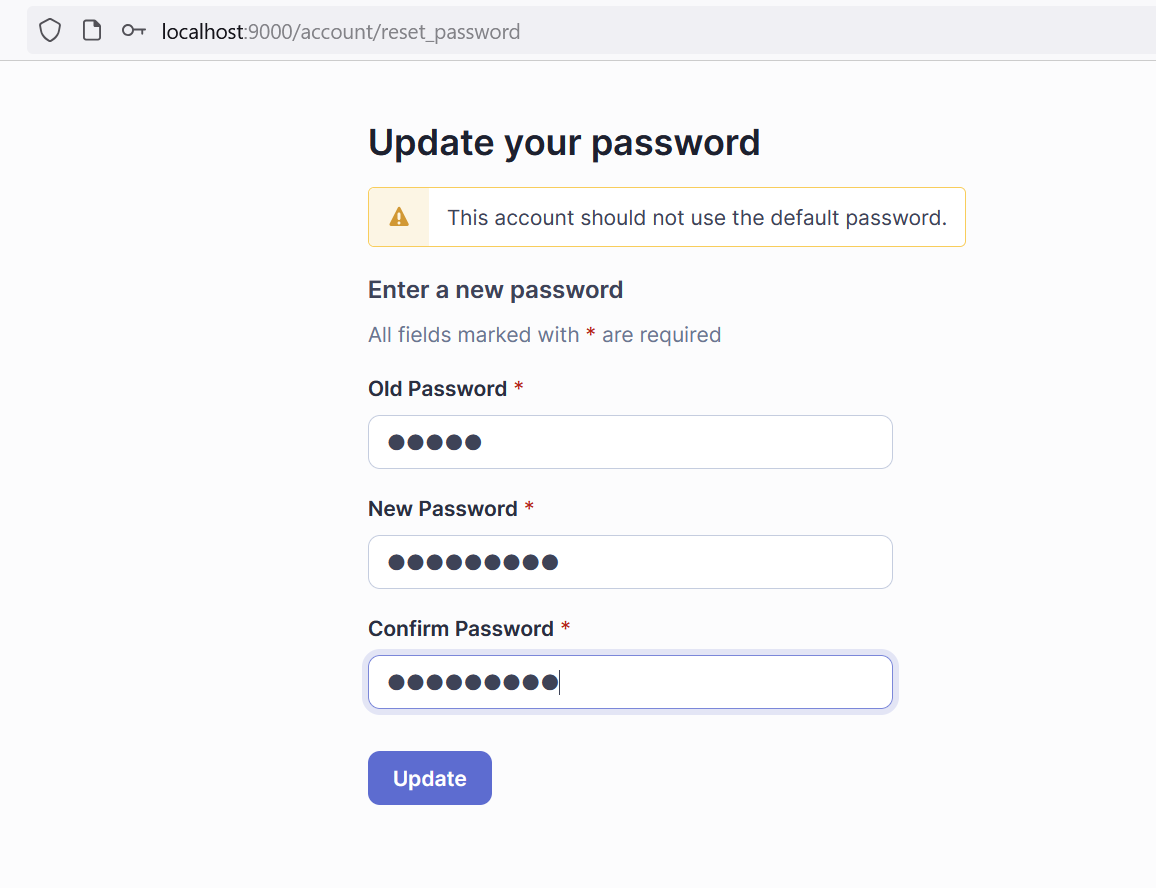 localhost:9000/account/reset_password
Update your password
This account should not use the default password.
Enter a new password
All fields marked with * are required
Old Password *
●●●●●
New Password *
●●●●●●●●●
Confirm Password *
●●●●●●●●●
Update